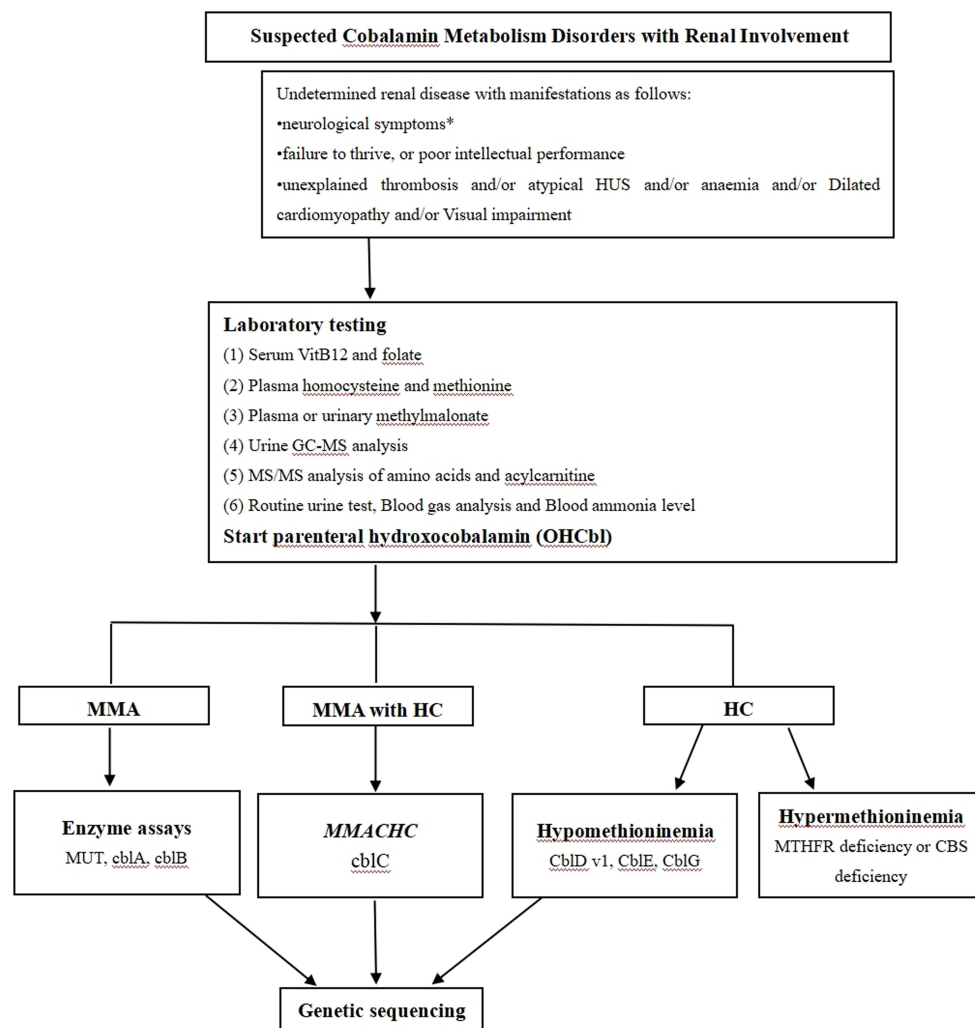 Suspected Cobalamin Metabolism Disorders with Renal Involvement
Undetermined renal disease with manifestations as follows:
•neurological symptoms*
•failure to thrive, or poor intellectual performance
•unexplained thrombosis and/or atypical HUS and/or anaemia and/or Dilated
cardiomyopathy and/or Visual impairment
Laboratory testing
(1) Serum VitB12 and folate
(2) Plasma homocysteine and methionine
(3) Plasma or urinary methylmalonate
(4) Urine GC-MS analysis
(5) MS/MS analysis of amino acids and acylcarnitine
(6) Routine urine test, Blood gas analysis and Blood ammonia level
Start parenteral hydroxocobalamin (OHCbl)
MMA
MMA with HC
HC
Enzyme assays
MUT, cblA, cblB
MMACHC
cblC
Hypomethioninemia
CblD v1, CblE, CblG
Hypermethioninemia
MTHFR deficiency or CBS
deficiency
Genetic sequencing